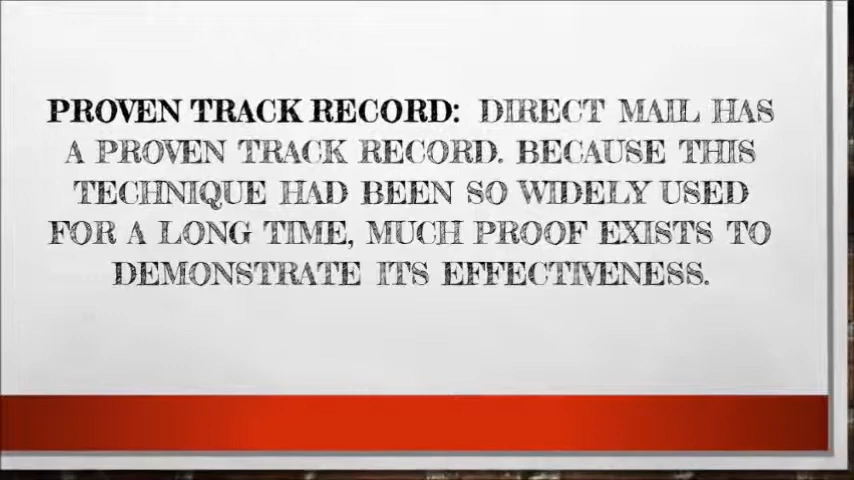 PROVEN TRACK RECORD: DIRECT MAIL HAS
A PROVEN TRACK RECORD. BECAUSE THIS
TECHNIQUE HAD BEEN SO WIDELY USED
FOR A LONG TIME, MUCH PROOF EXISTS TO
DEMONSTRATE ITS EFFECTIVENESS.